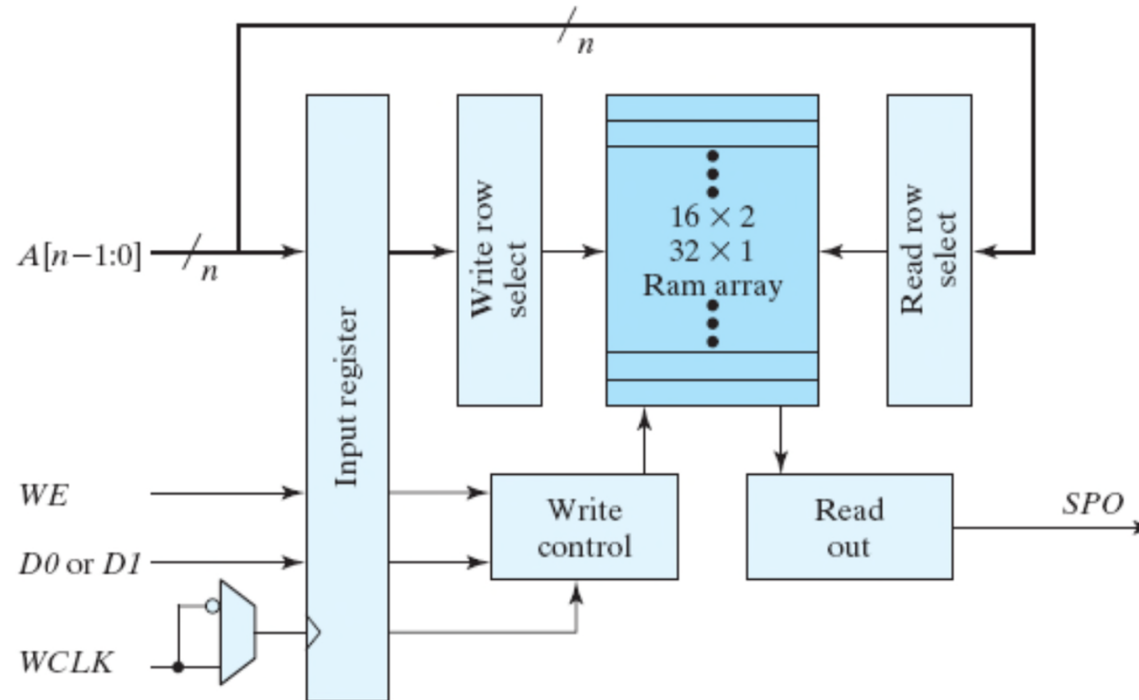 n
A[n−1:0]
n
Input register
Write row
select
16 × 2
32 × 1
Ram array
Read row
select
WE
D0 or D1
WCLK
Write
control
Read
out
SPO